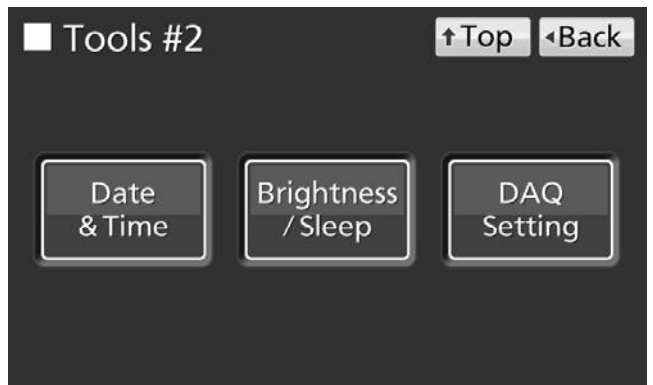 Tools #2
↑Top
◂Back
Date
& Time
Brightness
/ Sleep
DAQ
Setting